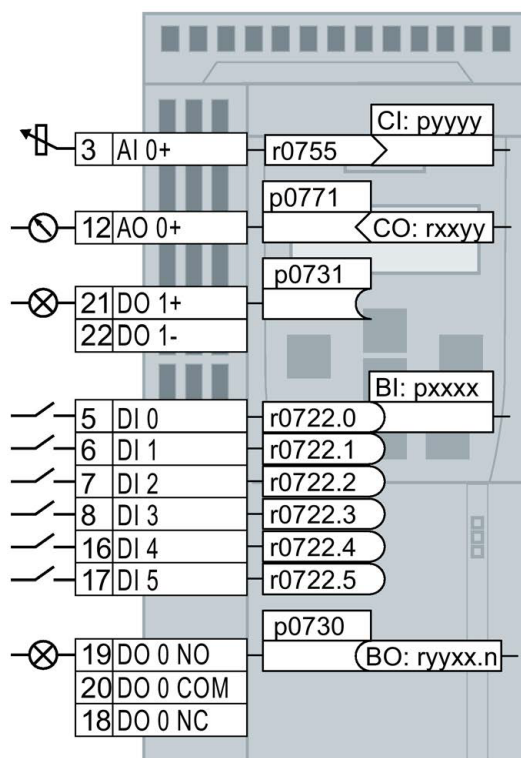 CI: pyyyy
3 AI 0+ r0755
p0771
12 AO 0+ CO: rxxyy
p0731
21 DO 1+
22 DO 1-
BI: pxxxx
5 DI 0 r0722.0
6 DI 1 r0722.1
7 DI 2 r0722.2
8 DI 3 r0722.3
16 DI 4 r0722.4
17 DI 5 r0722.5
p0730
19 DO 0 NO BO: ryyxx.n
20 DO 0 COM
18 DO 0 NC